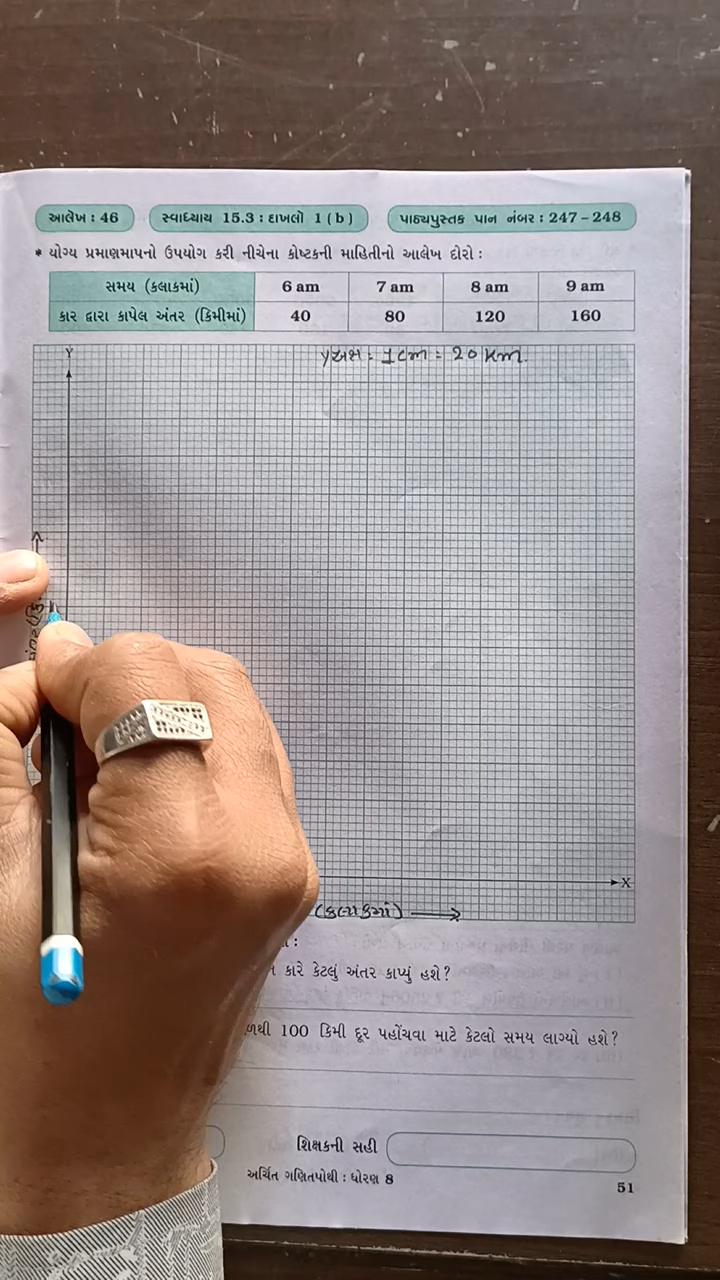 આલેખ : 46 સ્વાધ્યાય 15.3 : દાખલો 1 ( b ) પાઠ્યપુસ્તક પાન નંબર : 247 – 248
* યોગ્ય પ્રમાણમાપનો ઉપયોગ કરી નીચેના કોષ્ટકની માહિતીનો આલેખ દોરો :
સમય (કલાકમાં) 6 am 7 am 8 am 9 am
કાર દ્વારા કાપેલ અંતર (કિમીમાં) 40 80 120 160
Y
Y અક્ષ : 1 cm = 20 Km.
X
(કલાકમાં)
કારે કેટલું અંતર કાપ્યું હશે?
100 કિમી દૂર પહોંચવા માટે કેટલો સમય લાગ્યો હશે?
શિક્ષકની સહી
અર્ચિત ગણિતપોથી : ધોરણ 8
51